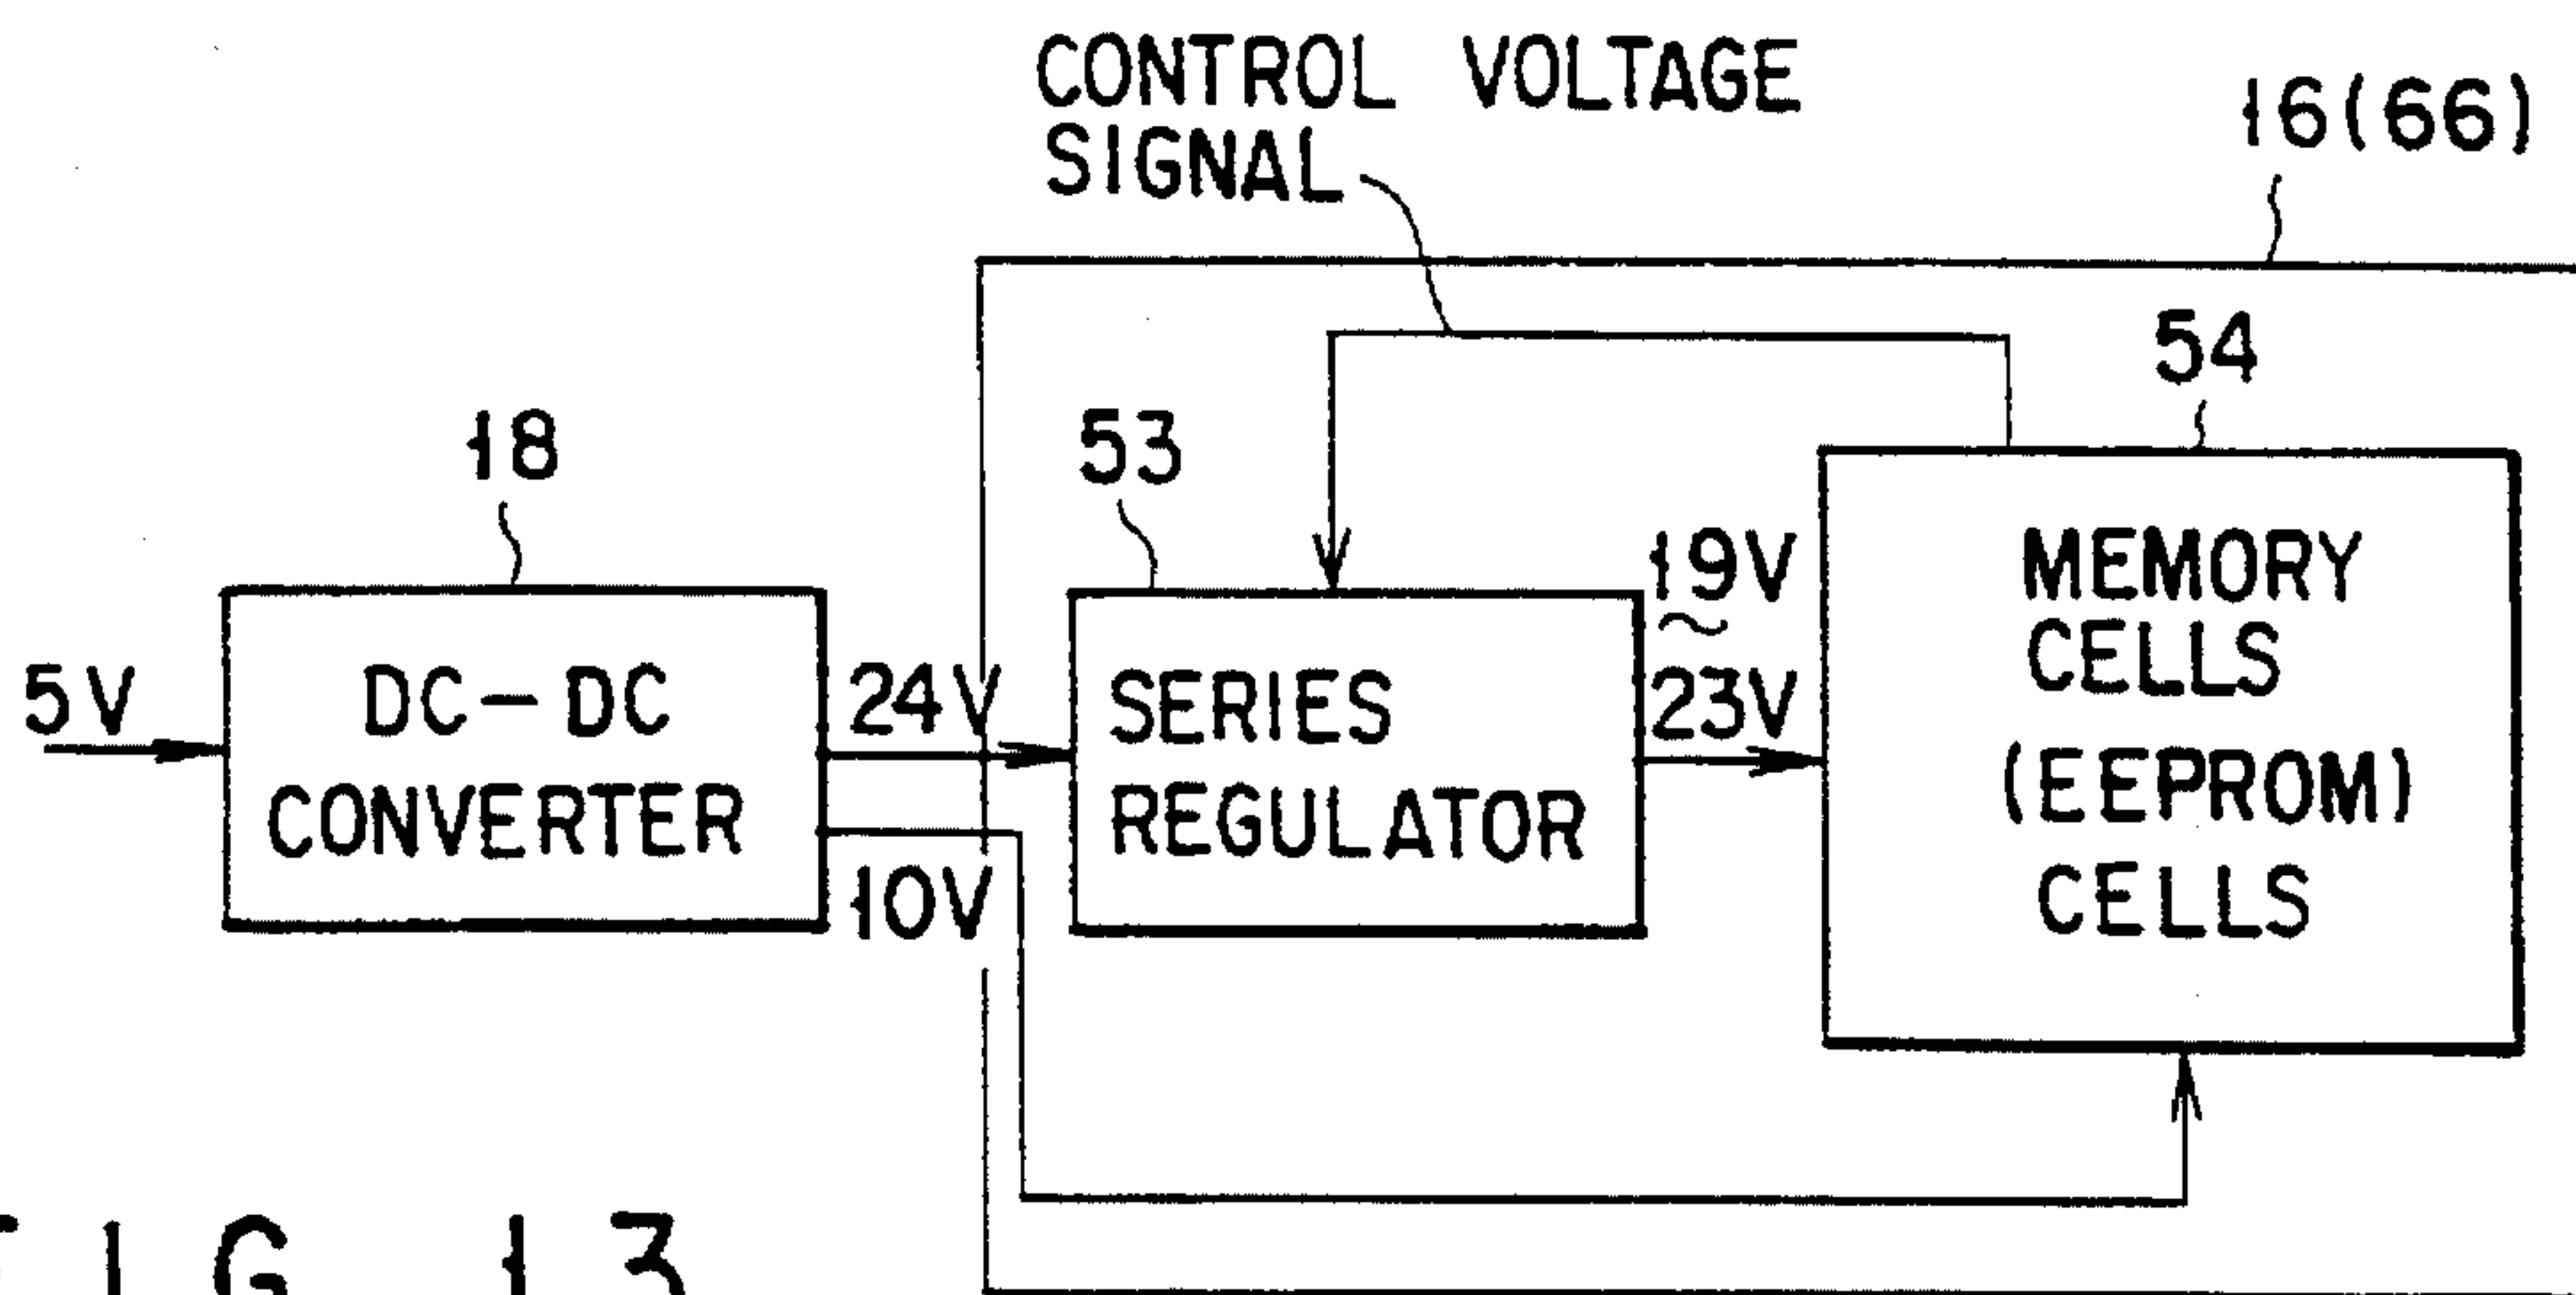 CONTROL VOLTAGE
SIGNAL
16(66)
54
18
53
19V
~
23V
5V
DC-DC
CONVERTER
24V
10V
SERIES
REGULATOR
MEMORY
CELLS
(EEPROM)
CELLS
FIG 13